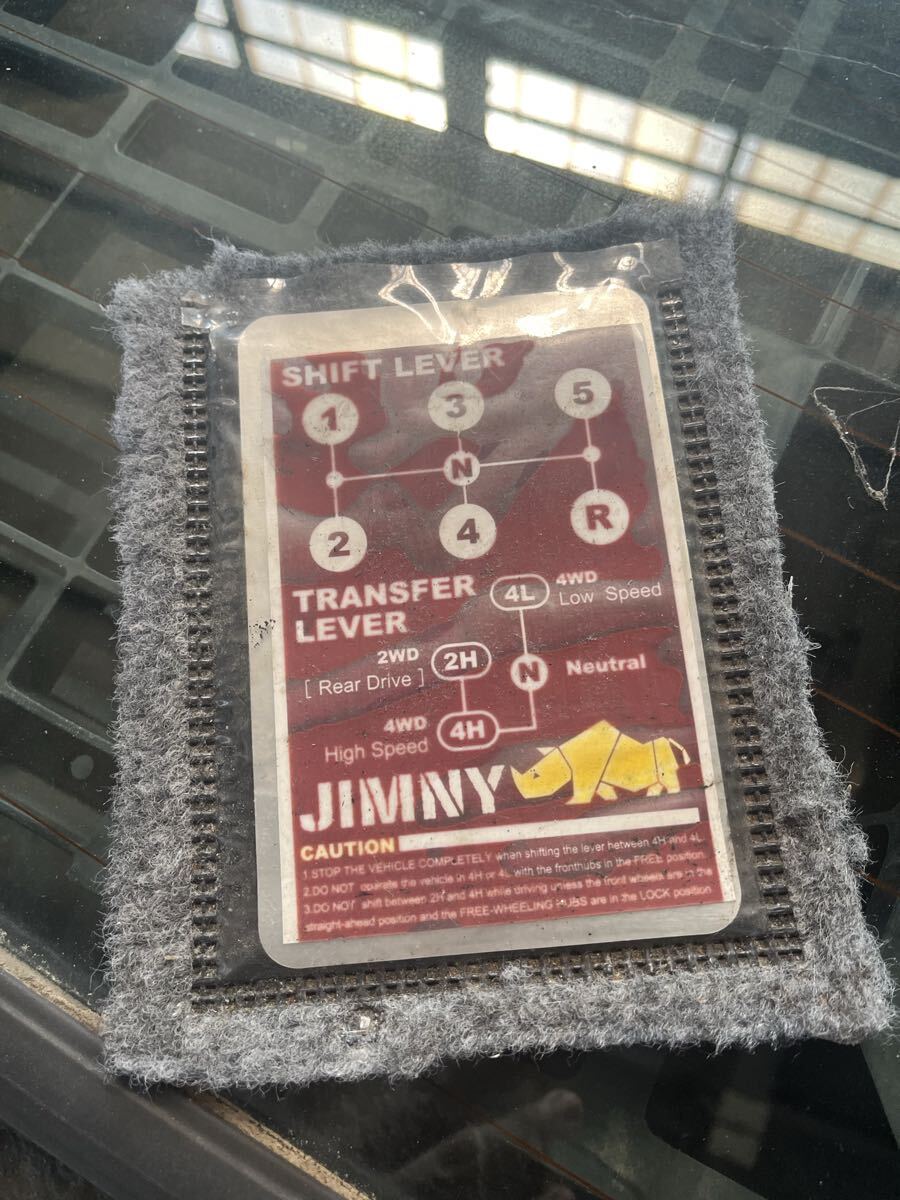 SHIFT LEVER
1 3 5
N
2 4 R
TRANSFER LEVER
4L 4WD Low Speed
2WD [ Rear Drive ] 2H
N Neutral
4WD High Speed 4H
JIMNY
CAUTION
1.STOP THE VEHICLE COMPLETELY when shifting the lever between 4H and 4L.
2.DO NOT operate the vehicle in 4H or 4L with the fronthubs in the FREE position.
3.DO NOT shift between 2H and 4H while driving unless the front wheels are in the
straight-ahead position and the FREE-WHEELING HUBS are in the LOCK position